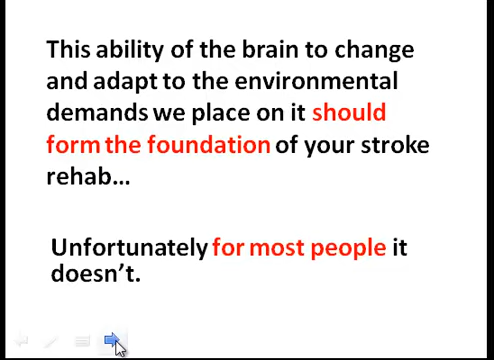 This ability of the brain to change
and adapt to the environmental
demands we place on it should
form the foundation of your stroke
rehab...
Unfortunately for most people it
doesn't.